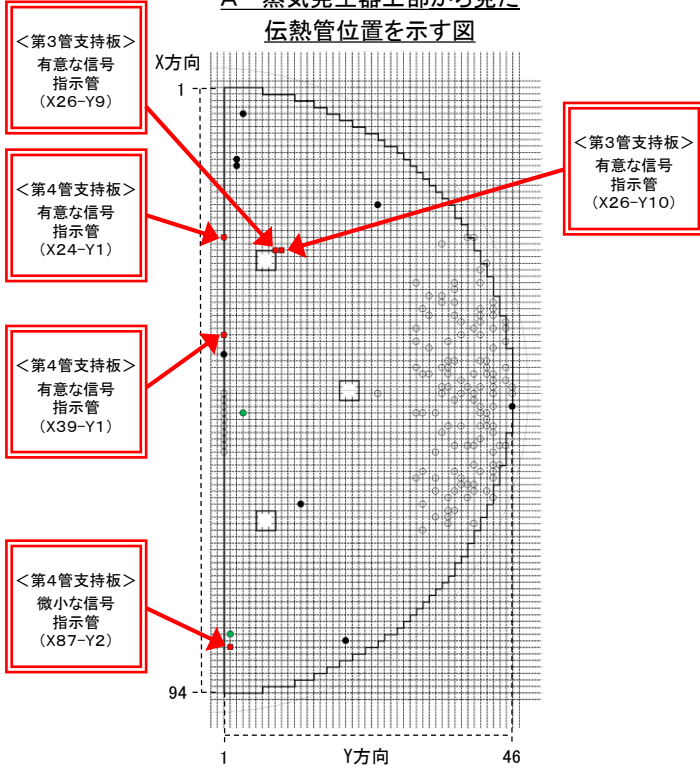 伝熱管位置を示す図
<第3管支持板>
有意な信号
指示管
(X26-Y9)
X方向
1
<第3管支持板>
有意な信号
指示管
(X26-Y10)
<第4管支持板>
有意な信号
指示管
(X24-Y1)
<第4管支持板>
有意な信号
指示管
(X39-Y1)
<第4管支持板>
微小な信号
指示管
(X87-Y2)
94
1
Y方向
46